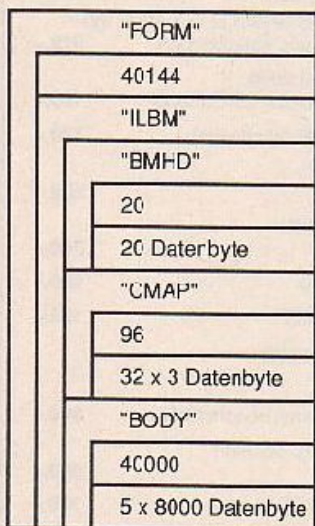 "FORM"
40144
"ILBM"
"BMHD"
20
20 Datenbyte
"CMAP"
96
32 x 3 Datenbyte
"BODY"
40000
5 x 8000 Datenbyte